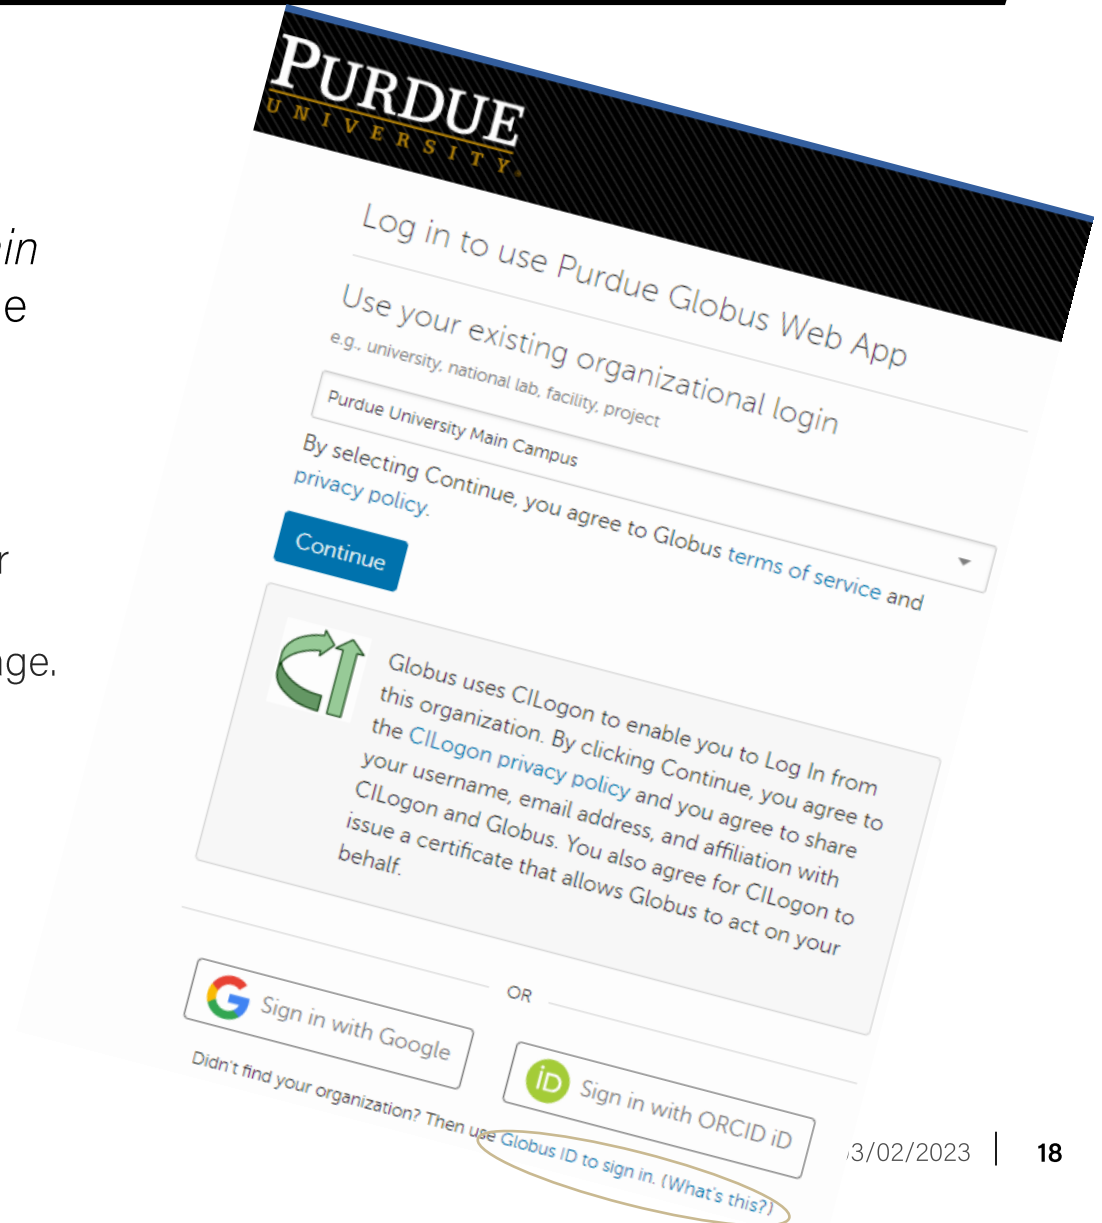 in
e
r
ge.
PURDUE
UNIVERSITY®
Log in to use Purdue Globus Web App
Use your existing organizational login
e.g., university, national lab, facility, project
Purdue University Main Campus
By selecting Continue, you agree to Globus terms of service and
privacy policy.
Continue
Globus uses CILogon to enable you to Log In from
this organization. By clicking Continue, you agree to
the CILogon privacy policy and you agree to share
your username, email address, and affiliation with
CILogon and Globus. You also agree for CILogon to
issue a certificate that allows Globus to act on your
behalf.
OR
Sign in with Google
iD Sign in with ORCID iD
Didn't find your organization? Then use Globus ID to sign in. (What's this?)
3/02/2023 | 18